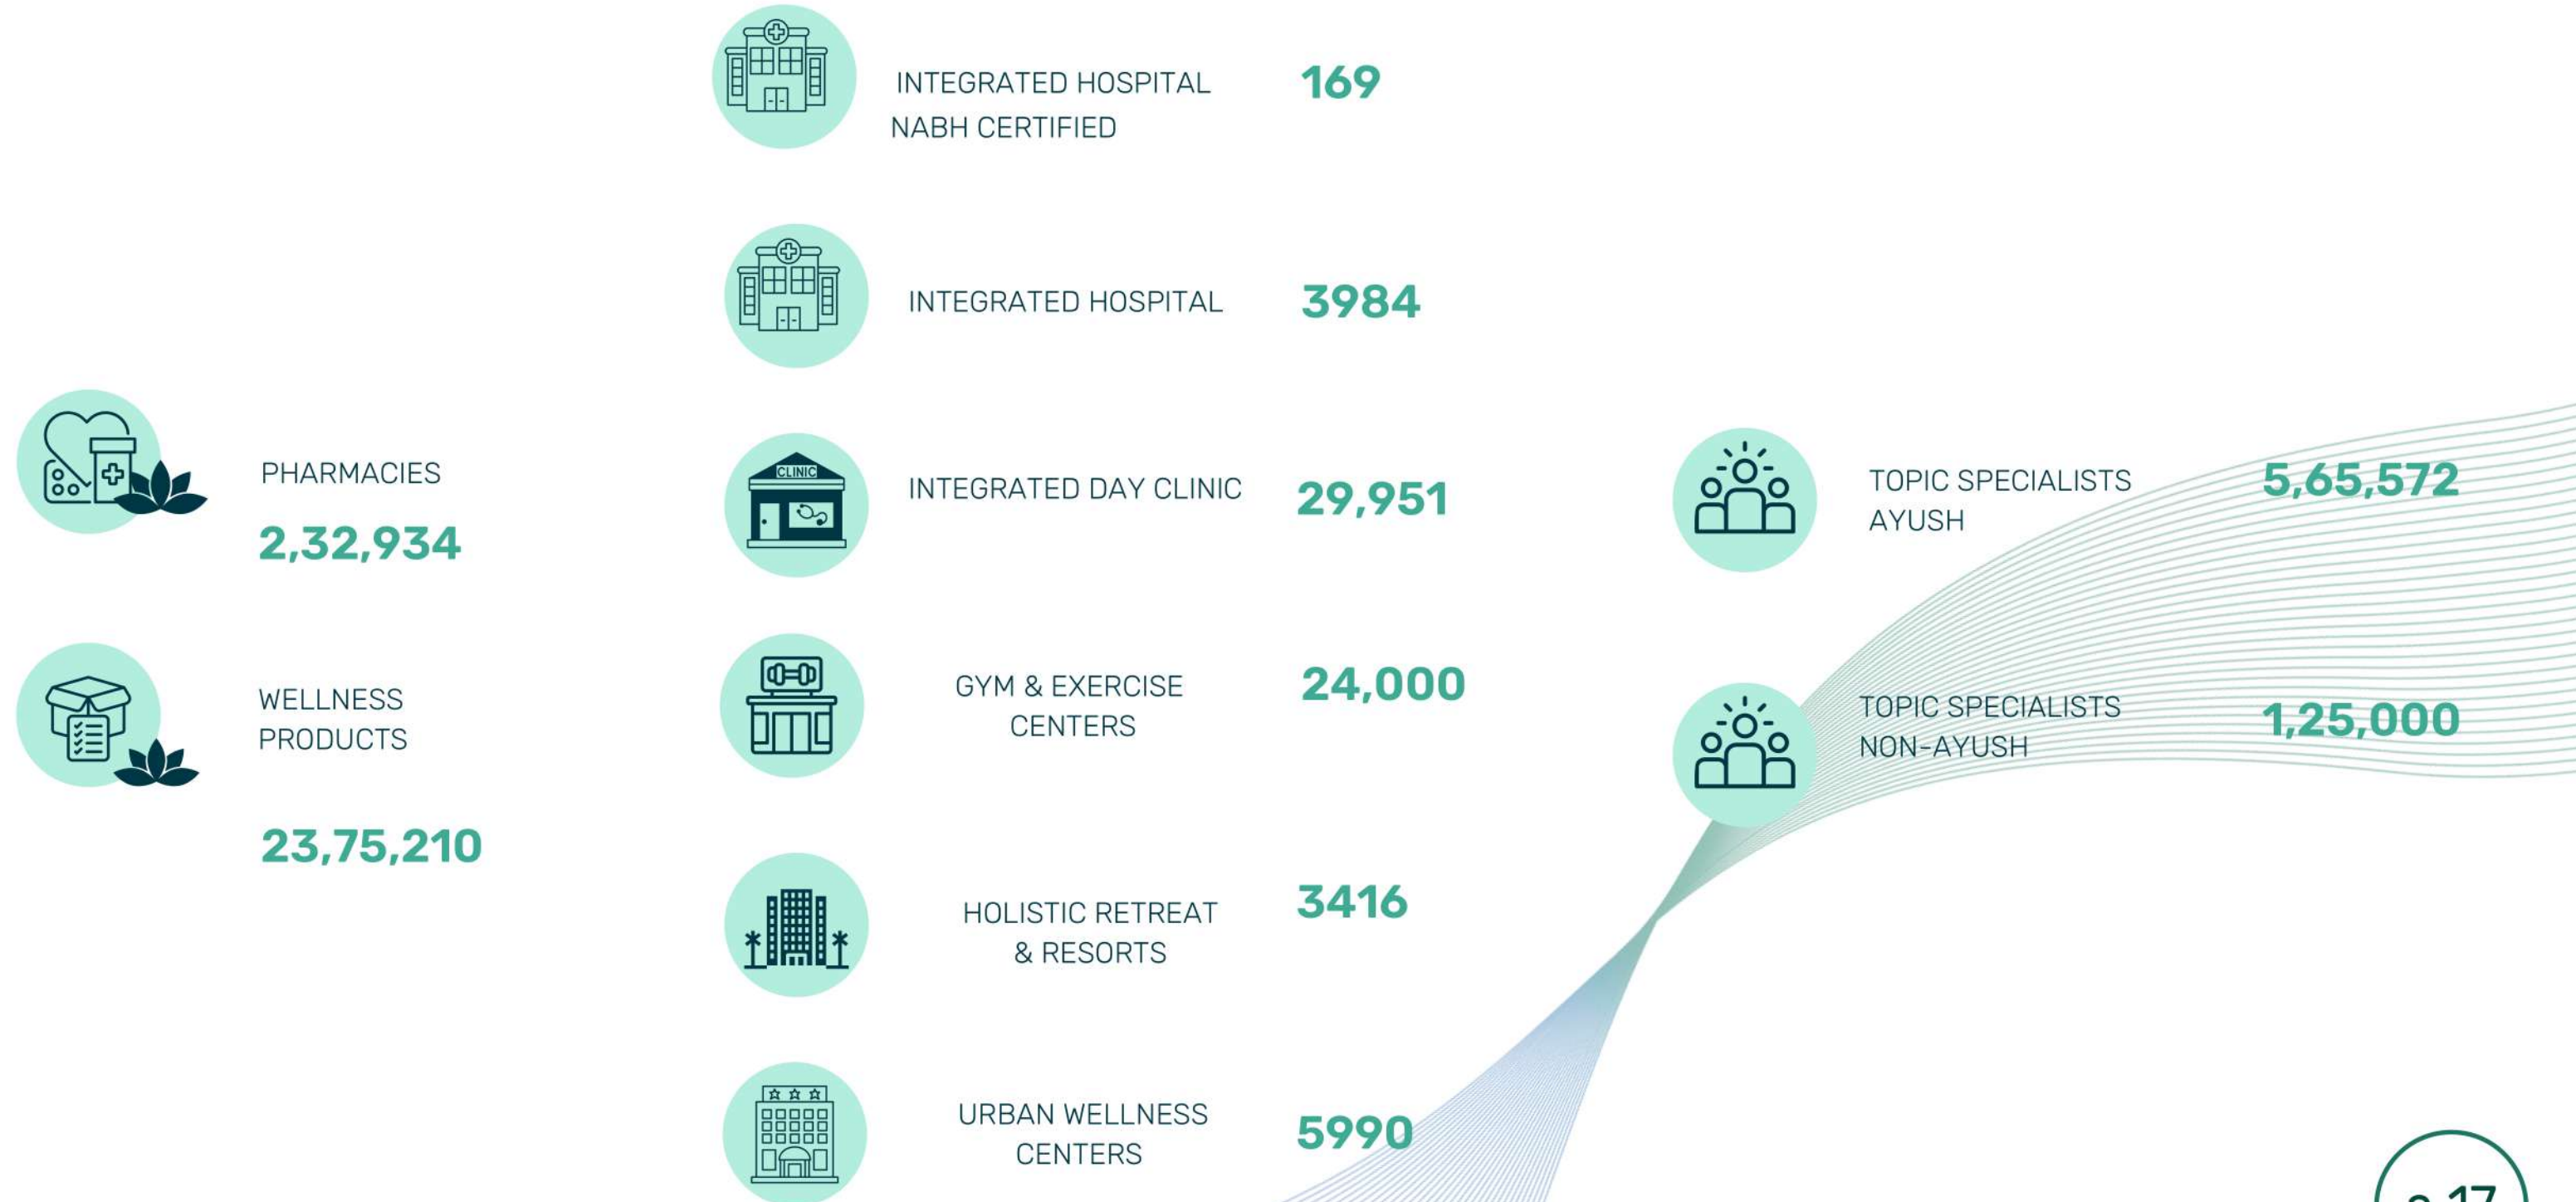 PHARMACIES
2,32,934
WELLNESS
PRODUCTS
23,75,210
INTEGRATED HOSPITAL
NABH CERTIFIED
169
INTEGRATED HOSPITAL
3984
CLINIC
INTEGRATED DAY CLINIC
29,951
GYM & EXERCISE
CENTERS
24,000
HOLISTIC RETREAT
& RESORTS
3416
URBAN WELLNESS
CENTERS
5990
TOPIC SPECIALISTS
AYUSH
5,65,572
TOPIC SPECIALISTS
NON-AYUSH
1,25,000
17